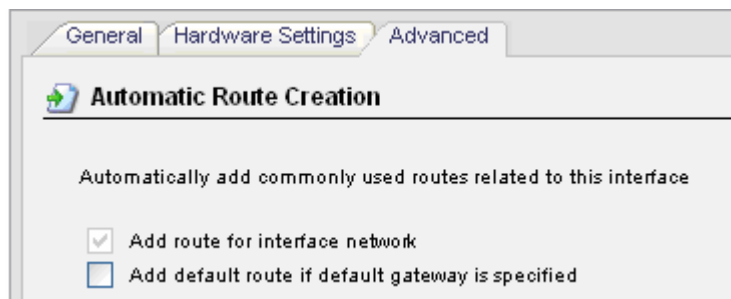 General Hardware Settings Advanced
Automatic Route Creation
Automatically add commonly used routes related to this interface
Add route for interface network
Add default route if default gateway is specified